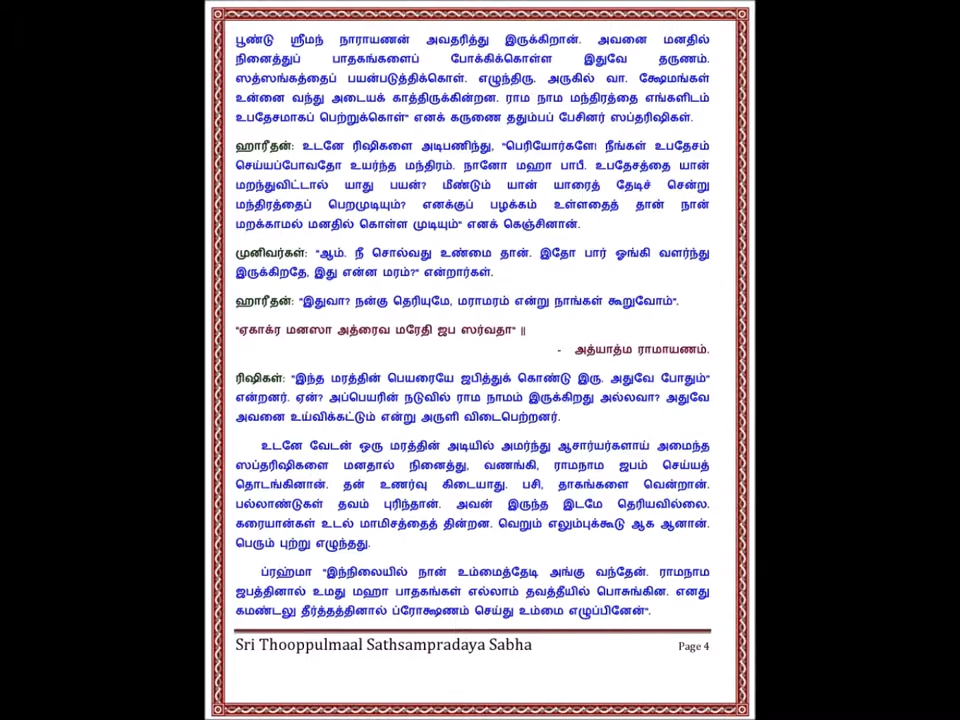 பூண்டு ஸ்ரீமந் நாராயணன் அவதரித்து இருக்கிறான். அவனை மனதில்
நினைத்துப் பாதகங்களைப் போக்கிக்கொள்ள இதுவே தருணம்.
ஸத்ஸங்கத்தைப் பயன்படுத்திக்கொள். எழுந்திரு. அருகில் வா. க்ஷேமங்கள்
உன்னை வந்து அடையக் காத்திருக்கின்றன. ராம நாம மந்திரத்தை எங்களிடம்
உபதேசமாகப் பெற்றுக்கொள்" எனக் கருணை ததும்பப் பேசினர் ஸப்தரிஷிகள்.
ஹாரீதன்: உடனே ரிஷிகளை அடிபணிந்து, "பெரியோர்களே! நீங்கள் உபதேசம்
செய்யப்போவதோ உயர்ந்த மந்திரம். நானோ மஹா பாபீ. உபதேசத்தை யான்
மறந்துவிட்டால் யாது பயன்? மீண்டும் யான் யாரைத் தேடிச் சென்று
மந்திரத்தைப் பெறமுடியும்? எனக்குப் பழக்கம் உள்ளதைத் தான் நான்
மறக்காமல் மனதில் கொள்ள முடியும்" எனக் கெஞ்சினான்.
முனிவர்கள்: "ஆம். நீ சொல்வது உண்மை தான். இதோ பார் ஓங்கி வளர்ந்து
இருக்கிறதே, இது என்ன மரம்?" என்றார்கள்.
ஹாரீதன்: "இதுவா? நன்கு தெரியுமே, மராமரம் என்று நாங்கள் கூறுவோம்".
"ஏகாக்ர மனஸா அத்ரைவ மரேதி ஜப ஸர்வதா" ||
- அத்யாத்ம ராமாயணம்.
ரிஷிகள்: "இந்த மரத்தின் பெயரையே ஜபித்துக் கொண்டு இரு. அதுவே போதும்"
என்றனர். ஏன்? அப்பெயரின் நடுவில் ராம நாமம் இருக்கிறது அல்லவா? அதுவே
அவனை உய்விக்கட்டும் என்று அருளி விடைபெற்றனர்.
உடனே வேடன் ஒரு மரத்தின் அடியில் அமர்ந்து ஆசார்யர்களாய் அமைந்த
ஸப்தரிஷிகளை மனதால் நினைத்து, வணங்கி, ராமநாம ஜபம் செய்யத்
தொடங்கினான். தன் உணர்வு கிடையாது. பசி, தாகங்களை வென்றான்.
பல்லாண்டுகள் தவம் புரிந்தான். அவன் இருந்த இடமே தெரியவில்லை.
கரையான்கள் உடல் மாமிசத்தைத் தின்றன. வெறும் எலும்புக்கூடு ஆக ஆனான்.
பெரும் புற்று எழுந்தது.
ப்ரஹ்மா "இந்நிலையில் நான் உம்மைத்தேடி அங்கு வந்தேன். ராமநாம
ஜபத்தினால் உமது மஹா பாதகங்கள் எல்லாம் தவத்தீயில் பொசுங்கின. எனது
கமண்டலு தீர்த்தத்தினால் ப்ரோக்ஷணம் செய்து உம்மை எழுப்பினேன்".
Sri Thooppulmaal Sathsampradaya Sabha Page 4